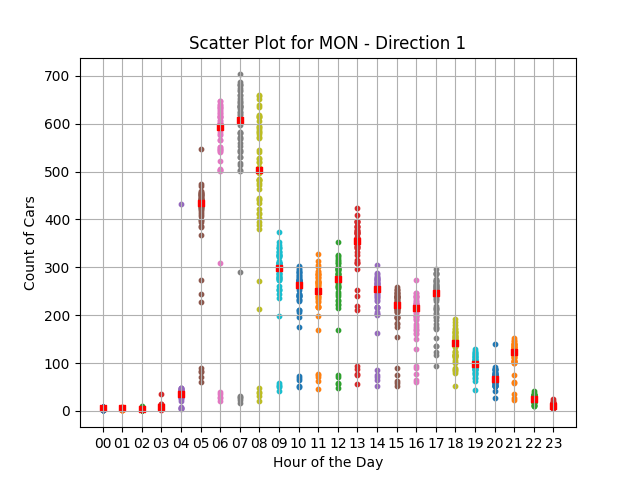 Scatter Plot for MON - Direction 1
700
600
500
400
300
200
100
0
Count of Cars
00 01 02 03 04 05 06 07 08 09 10 11 12 13 14 15 16 17 18 19 20 21 22 23
Hour of the Day